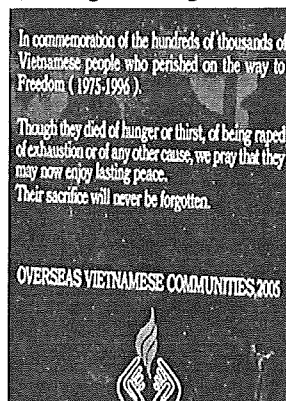 In commemoration of the hundreds of thousands of
Vietnamese people who perished on the way to
Freedom ( 1975-1996 ).
Though they died of hunger or thirst, of being raped
of exhaustion or of any other cause, we pray that they
may now enjoy lasting peace.
Their sacrifice will never be forgotten.
OVERSEAS VIETNAMESE COMMUNITIES, 2005